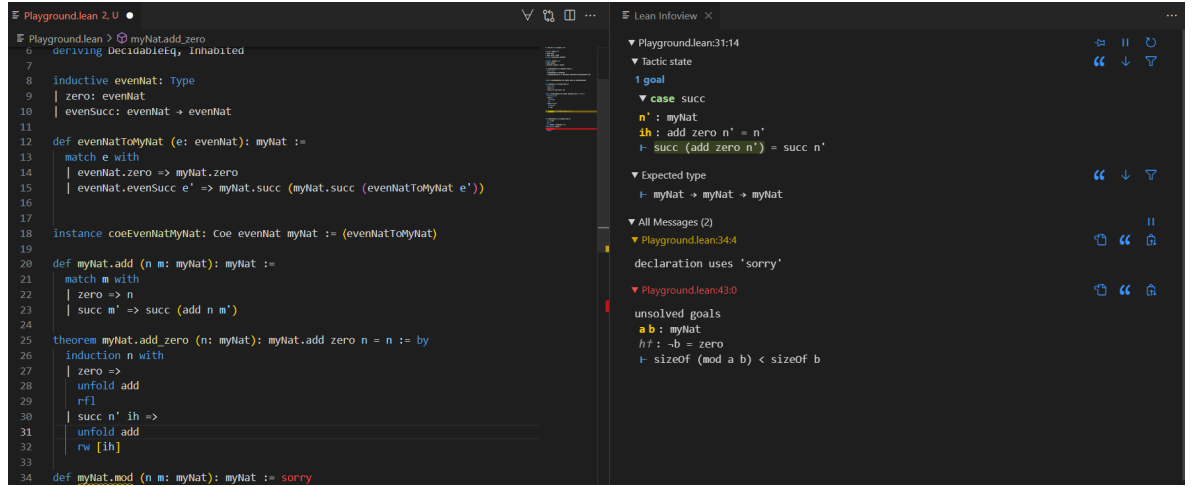 Playground.lean 2, U
Playground.lean > myNat.add_zero
6 deriving DecidableEq, Inhabited
7
8 inductive evenNat: Type
9 | zero: evenNat
10 | evenSucc: evenNat → evenNat
11
12 def evenNatToMyNat (e: evenNat): myNat :=
13 match e with
14 | evenNat.zero => myNat.zero
15 | evenNat.evenSucc e' => myNat.succ (myNat.succ (evenNatToMyNat e'))
16
17
18 instance coeEvenNatMyNat: Coe evenNat myNat := ⟨evenNatToMyNat⟩
19
20 def myNat.add (n m: myNat): myNat :=
21 match m with
22 | zero => n
23 | succ m' => succ (add n m')
24
25 theorem myNat.add_zero (n: myNat): myNat.add zero n = n := by
26 induction n with
27 | zero =>
28 unfold add
29 rfl
30 | succ n' ih =>
31 unfold add
32 rw [ih]
33
34 def myNat.mod (n m: myNat): myNat := sorry
Lean Infoview
Playground.lean:31:14
Tactic state
1 goal
case succ
n' : myNat
ih : add zero n' = n'
⊢ succ (add zero n') = succ n'
Expected type
⊢ myNat → myNat → myNat
All Messages (2)
Playground.lean:34:4
declaration uses 'sorry'
Playground.lean:43:0
unsolved goals
a b : myNat
h† : ¬b = zero
⊢ sizeOf (mod a b) < sizeOf b